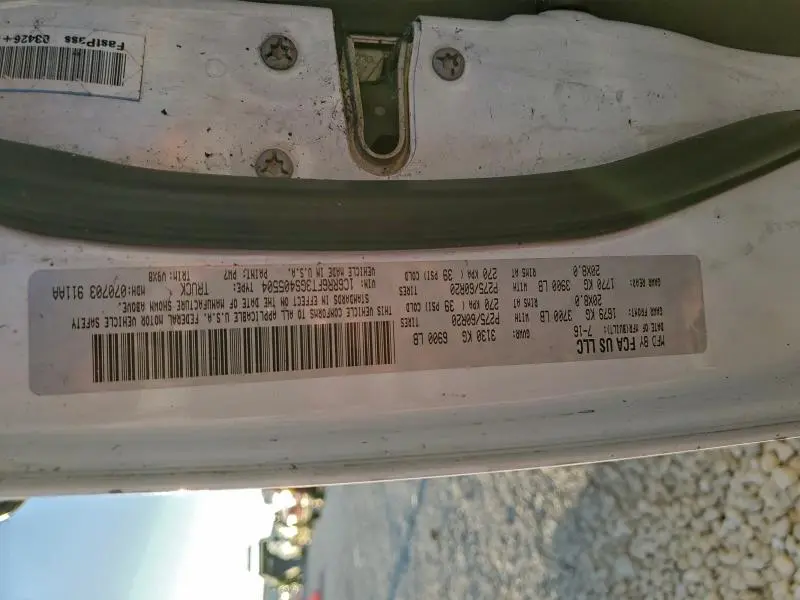 MFD BY FCA US LLC
DATE OF MFR(BUILT): 7-16 GVWR: 3130 KG 6900 LB
GAWR FRONT: 1679 KG 3700 LB WITH P275/60R20 TIRES
20X8.0 RIMS AT 270 KPA ( 39 PSI) COLD
GAWR REAR: 1770 KG 3900 LB WITH P275/60R20 TIRES
20X8.0 RIMS AT 270 KPA ( 39 PSI) COLD
THIS VEHICLE CONFORMS TO ALL APPLICABLE U.S.A. FEDERAL MOTOR VEHICLE SAFETY
STANDARDS IN EFFECT ON THE DATE OF MANUFACTURE SHOWN ABOVE.
VIN: 1C6RR6FT3GS405504 TYPE: TRUCK MDH:070703 911AA
VEHICLE MADE IN U.S.A. PAINT: PW7 TRIM: V9X8
FastPass 03426+